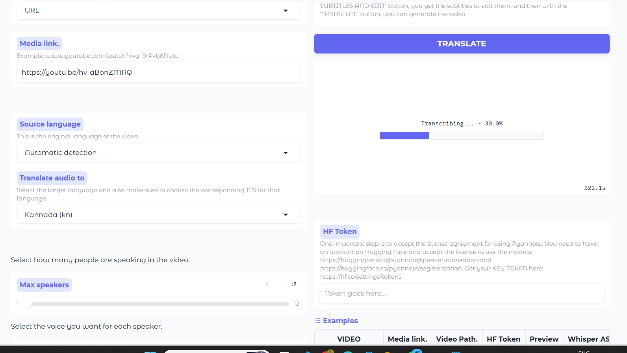 URL
Media link.
Example: www.youtube.com/watch?v=
https://youtu.be/
Source language
This is the original language of the video
Automatic detection
Translate audio to
Select the target language and also make sure to choose the corresponding TTS for that
language.
Kannada (kn)
Select how many people are speaking in the video.
Max speakers
1
1
12
Select the voice you want for each speaker.
SUBTITLES AND EDIT' button, you get the subtitles to edit them, and then with the
'TRANSLATE' button, you can generate the video
TRANSLATE
Transcribing... - 30.0%
322.1s
HF Token
One important step is to accept the license agreement for using Pyannote. You need to have
an account on Hugging Face and accept the license to use the models:
https://huggingface.co/pyannote/speaker-diarization and
https://huggingface.co/pyannote/segmentation. Get your KEY TOKEN here:
https://hf.co/settings/tokens
Token goes here...
Examples
VIDEO
Media link.
Video Path.
HF Token
Preview
Whisper AS